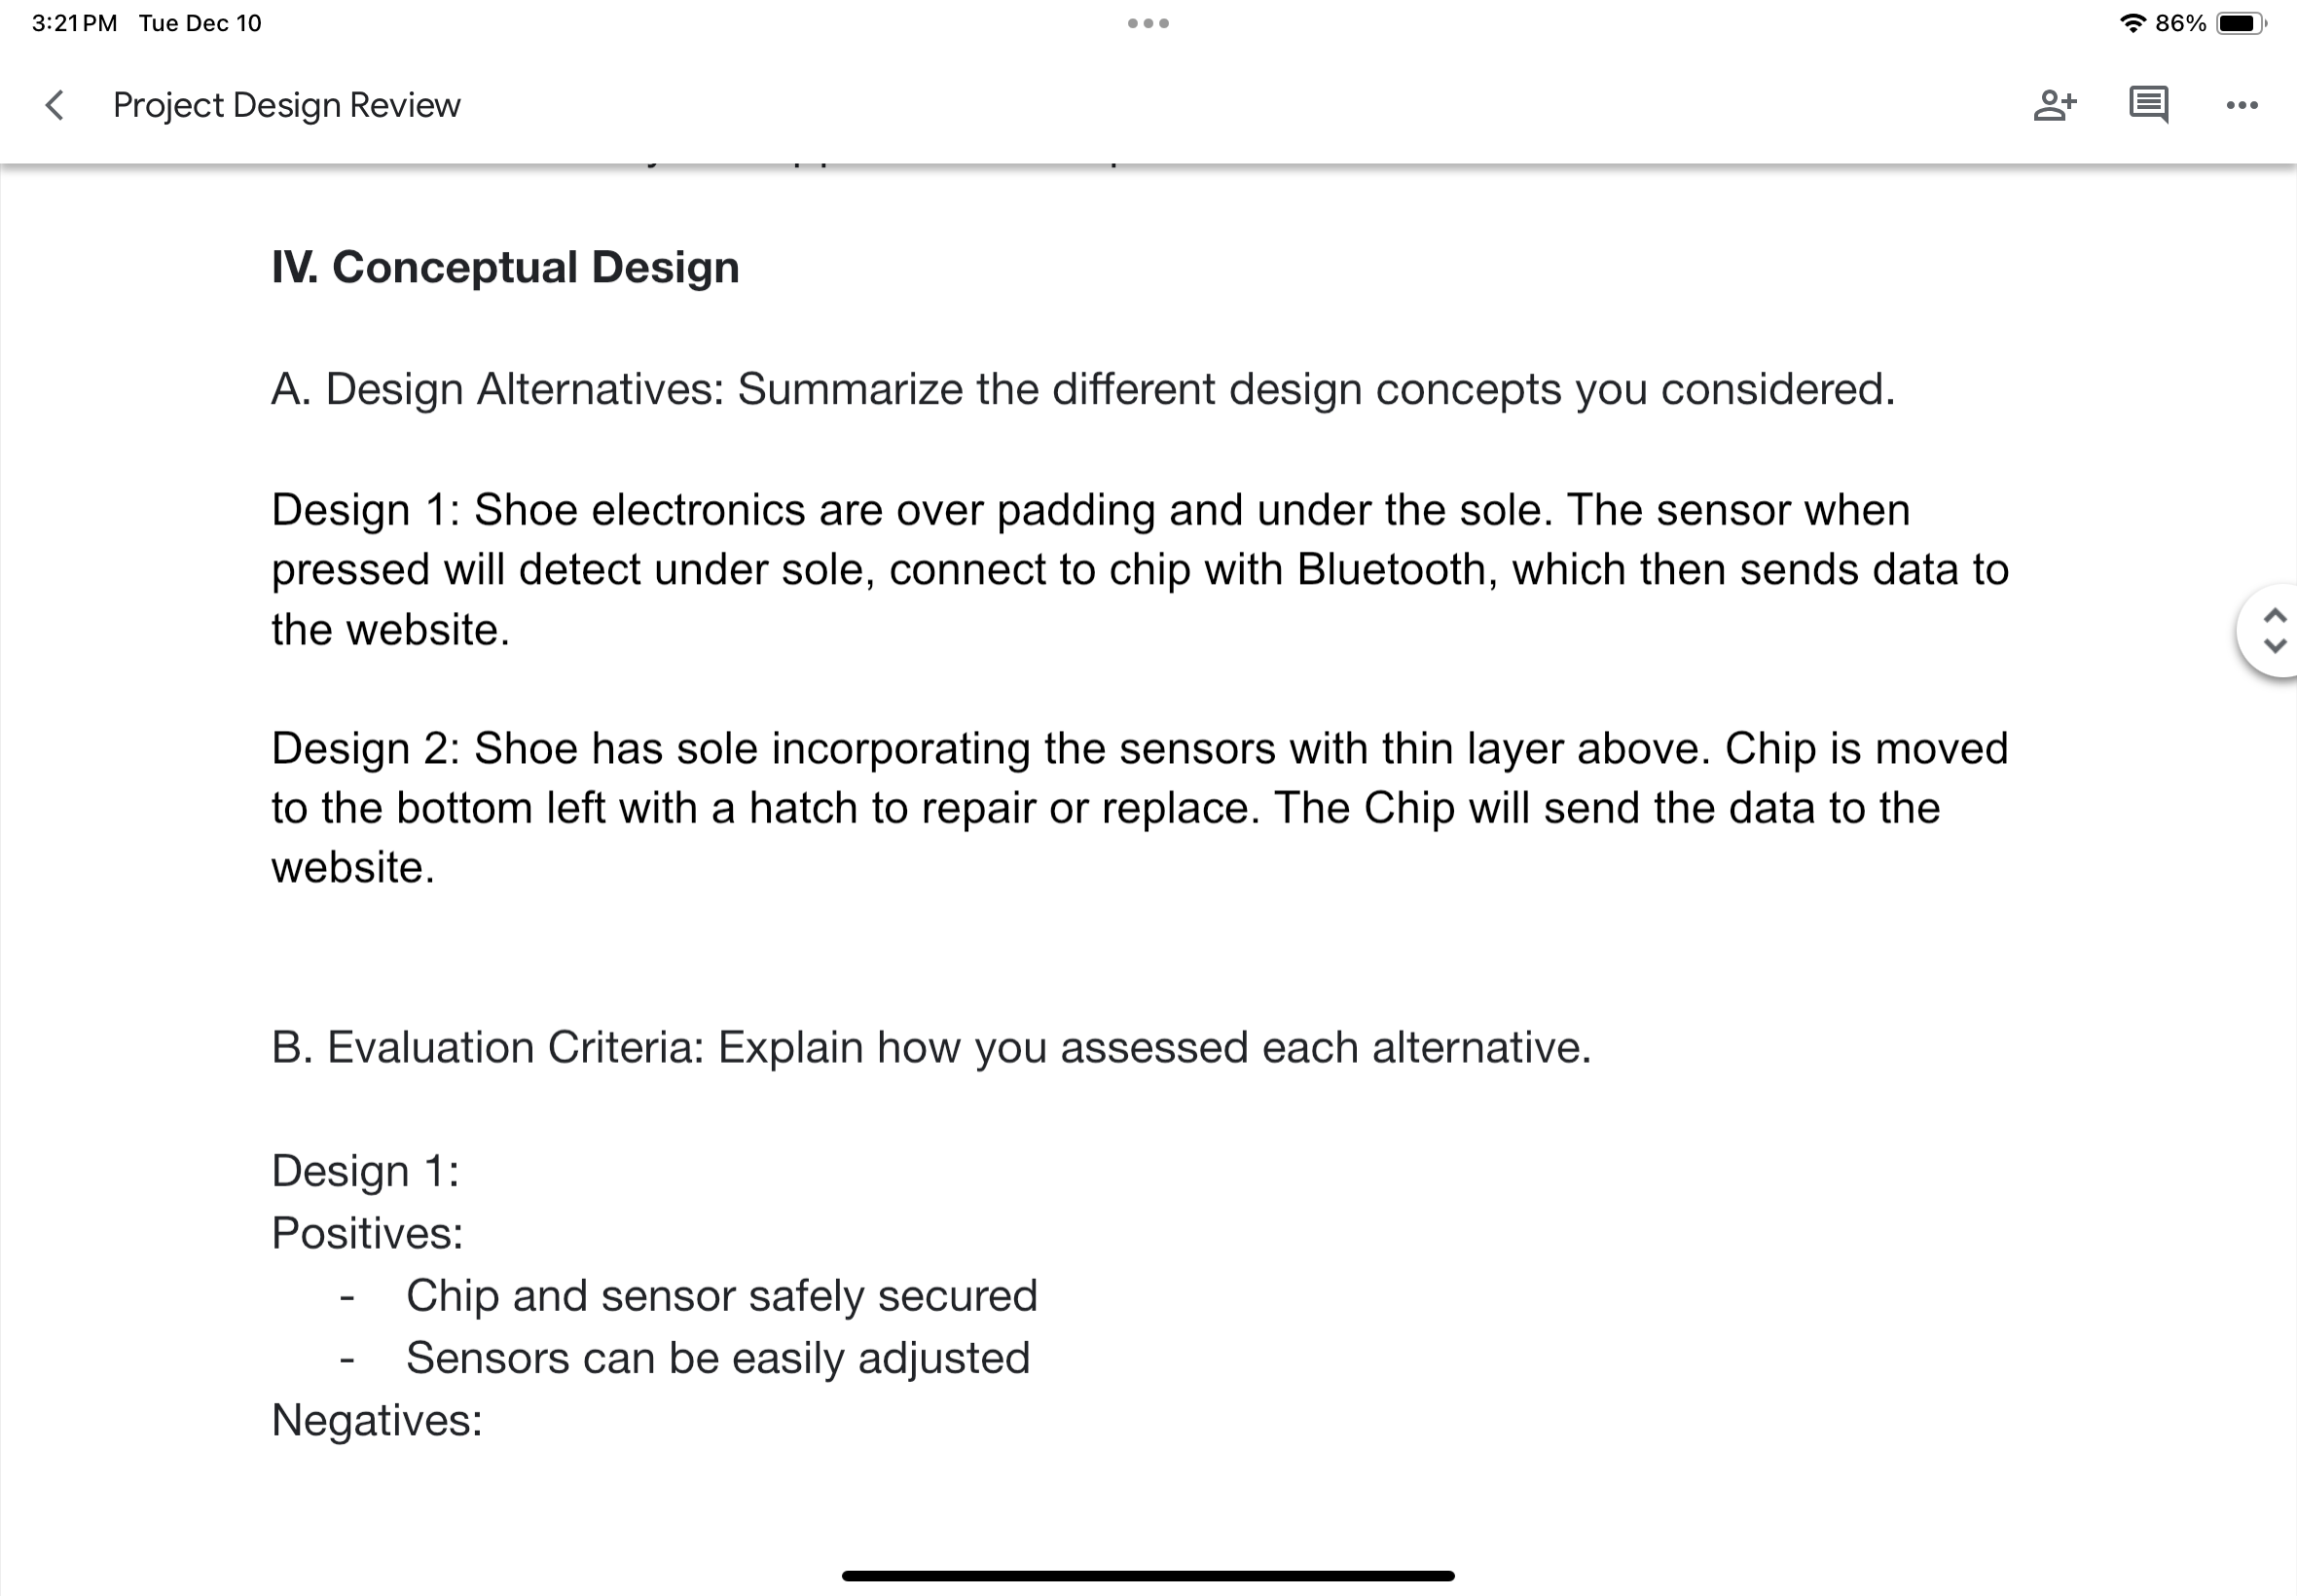 3:21 PM Tue Dec 10
86%
Project Design Review
IV. Conceptual Design
A. Design Alternatives: Summarize the different design concepts you considered.
Design 1: Shoe electronics are over padding and under the sole. The sensor when
pressed will detect under sole, connect to chip with Bluetooth, which then sends data to
the website.
Design 2: Shoe has sole incorporating the sensors with thin layer above. Chip is moved
to the bottom left with a hatch to repair or replace. The Chip will send the data to the
website.
B. Evaluation Criteria: Explain how you assessed each alternative.
Design 1:
Positives:
- Chip and sensor safely secured
- Sensors can be easily adjusted
Negatives: